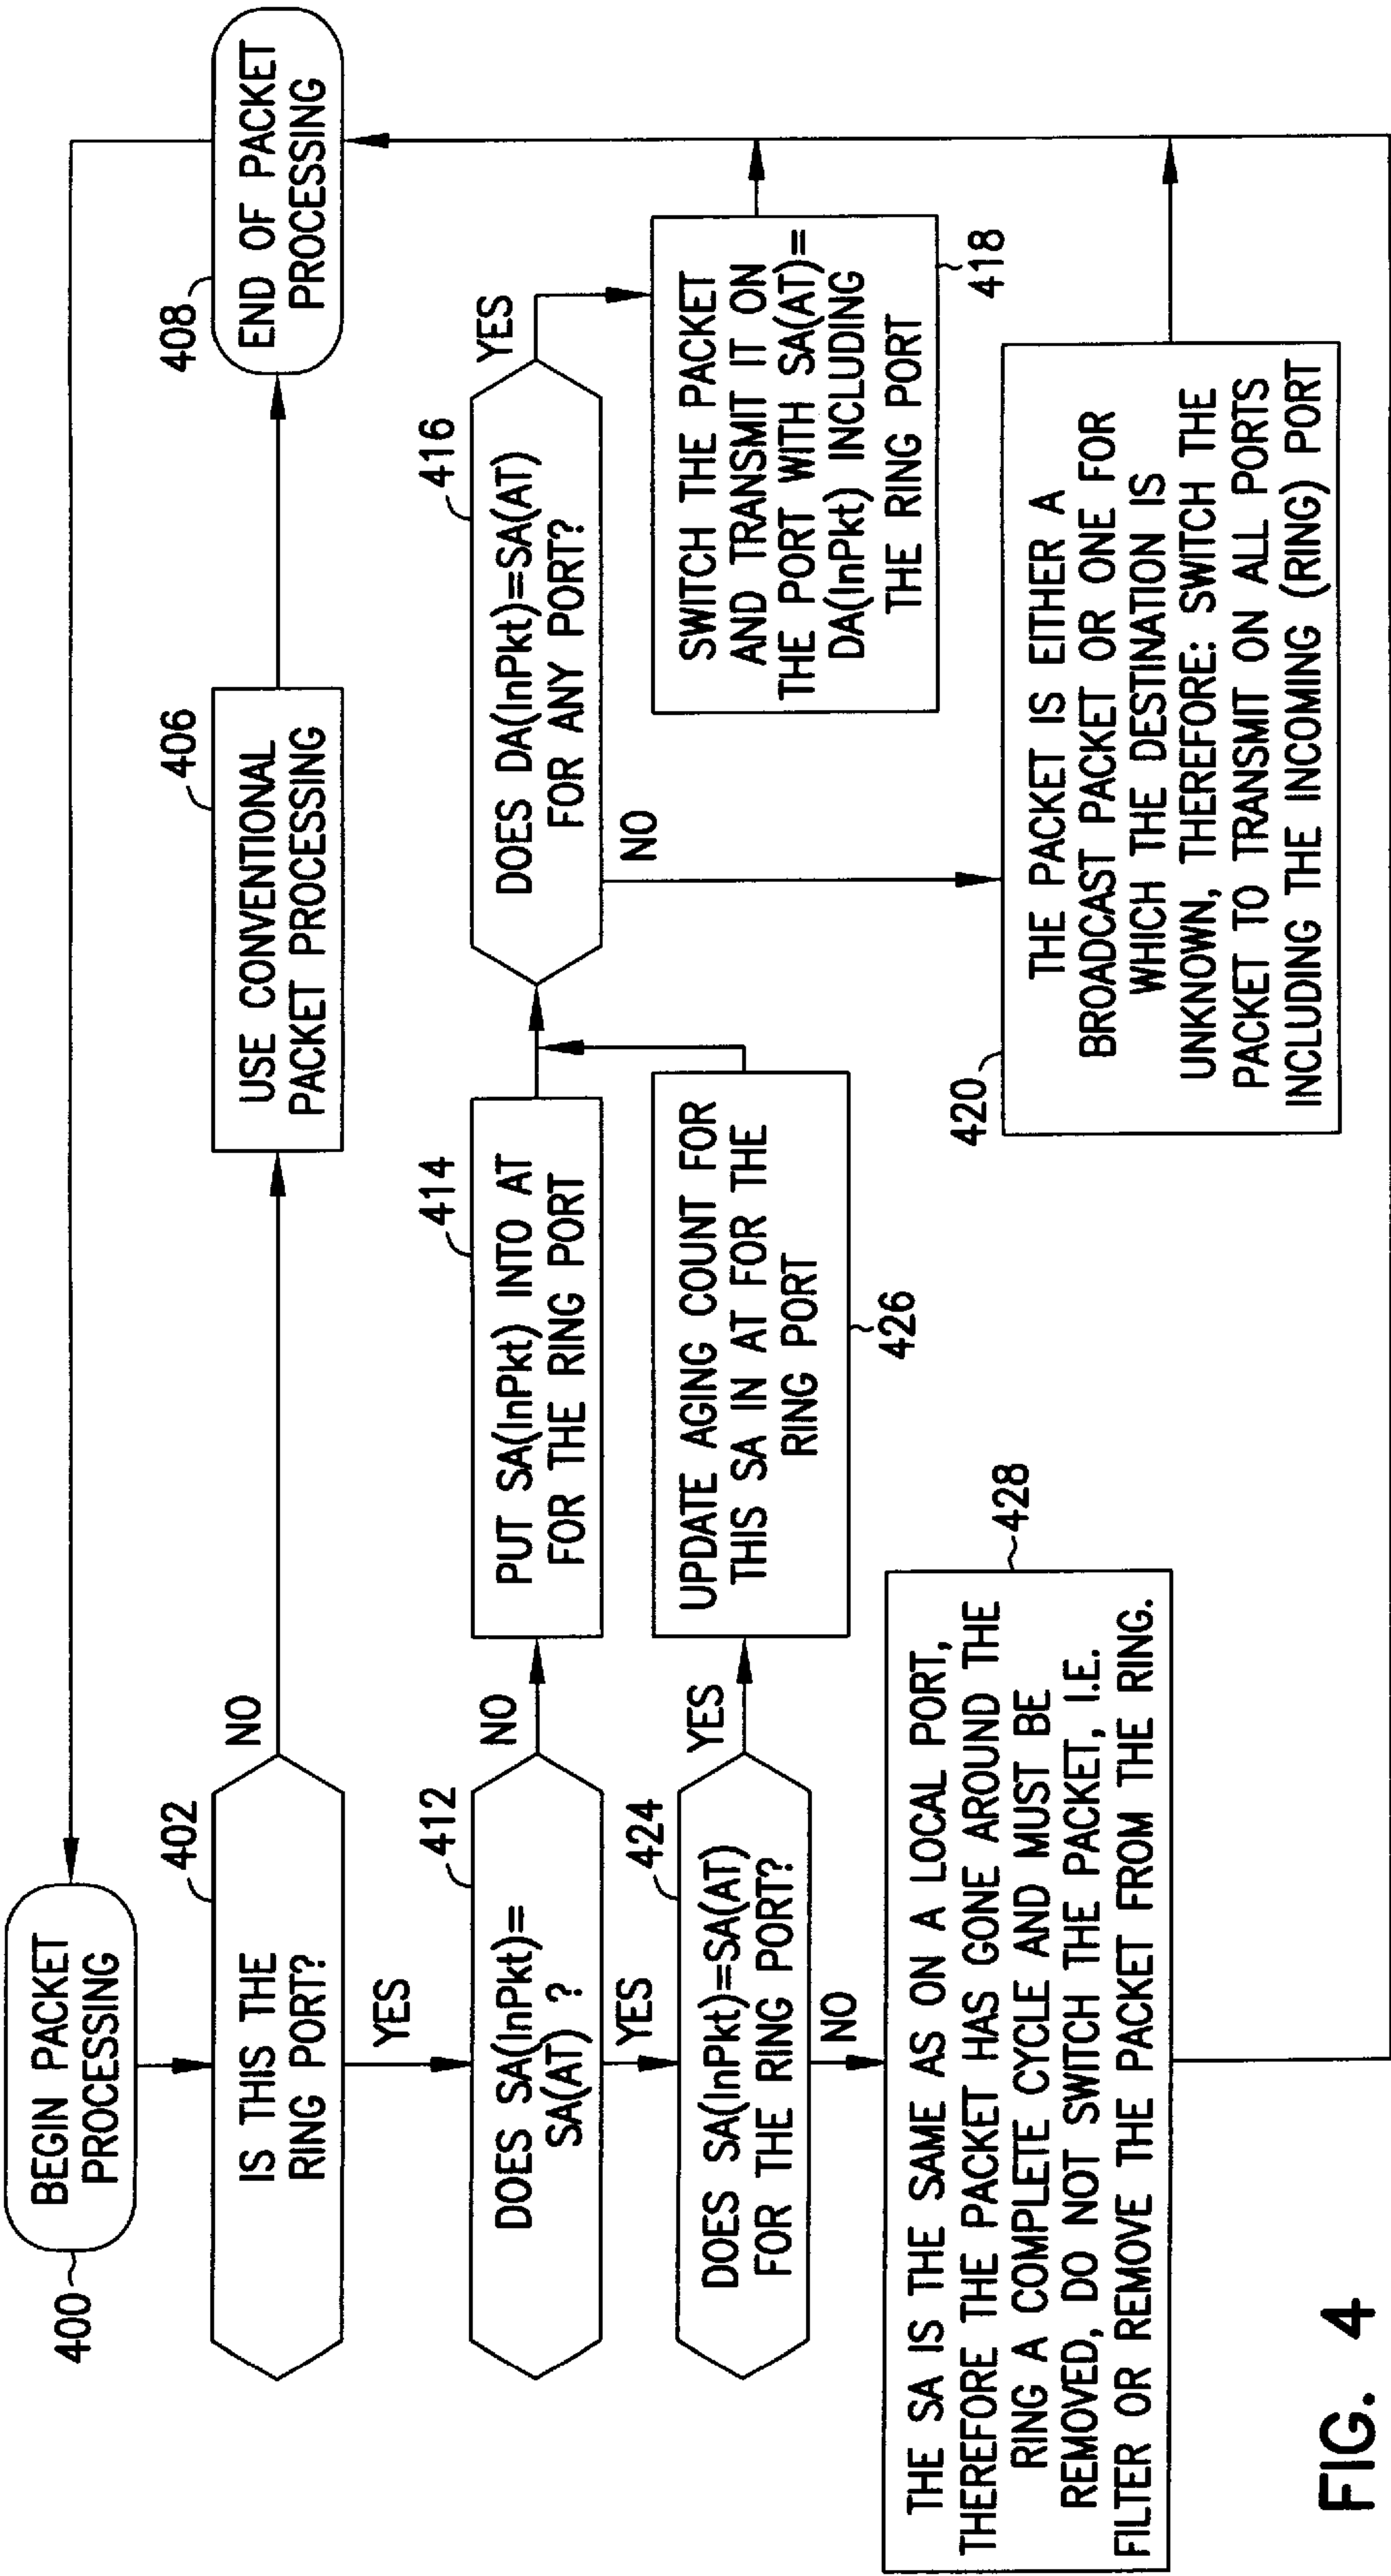 400
BEGIN PACKET
PROCESSING
402
IS THIS THE
RING PORT?
NO
YES
406
USE CONVENTIONAL
PACKET PROCESSING
408
END OF PACKET
PROCESSING
412
DOES SA(InPkt)=
SA(AT) ?
NO
YES
414
PUT SA(InPkt) INTO AT
FOR THE RING PORT
416
DOES DA(InPkt)=SA(AT)
FOR ANY PORT?
YES
NO
SWITCH THE PACKET
AND TRANSMIT IT ON
THE PORT WITH SA(AT)=
DA(InPkt) INCLUDING
THE RING PORT
418
424
DOES SA(InPkt)=SA(AT)
FOR THE RING PORT?
YES
NO
UPDATE AGING COUNT FOR
THIS SA IN AT FOR THE
RING PORT
426
420
THE PACKET IS EITHER A
BROADCAST PACKET OR ONE FOR
WHICH THE DESTINATION IS
UNKNOWN, THEREFORE: SWITCH THE
PACKET TO TRANSMIT ON ALL PORTS
INCLUDING THE INCOMING (RING) PORT
THE SA IS THE SAME AS ON A LOCAL PORT,
THEREFORE THE PACKET HAS GONE AROUND THE
RING A COMPLETE CYCLE AND MUST BE
REMOVED, DO NOT SWITCH THE PACKET, I.E.
FILTER OR REMOVE THE PACKET FROM THE RING.
428
FIG. 4